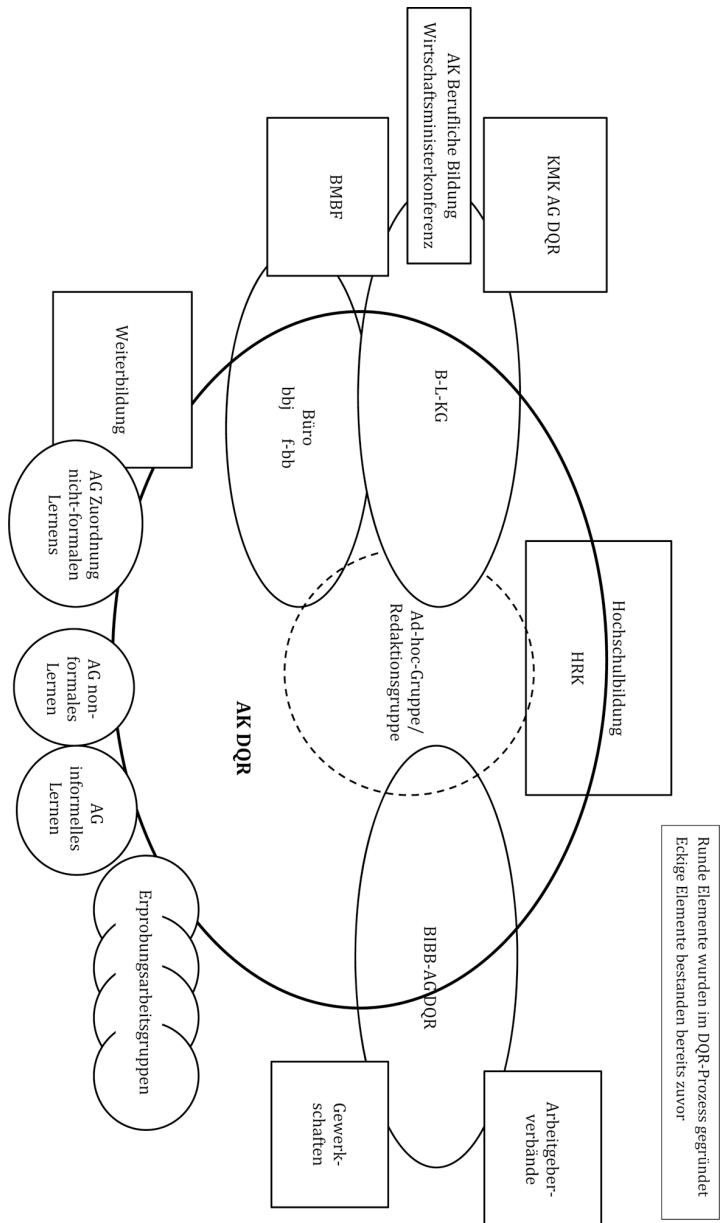 Runde Elemente wurden im DQR-Prozess gegründet
Eckige Elemente bestanden bereits zuvor
KMK AG DQR
AK Berufliche Bildung
Wirtschaftsministerkonferenz
BMBF
Hochschulbildung
HRK
Arbeitgeber-
verbände
B-L-KG
Büro
bbj f-bb
Ad-hoc-Gruppe/
Redaktionsgruppe
BIBB-AG DQR
Gewerk-
schaften
AK DQR
Weiterbildung
AG Zuordnung
nicht-formalen
Lernens
AG non-
formales
Lernen
AG
informelles
Lernen
Erprobungsarbeitsgruppen